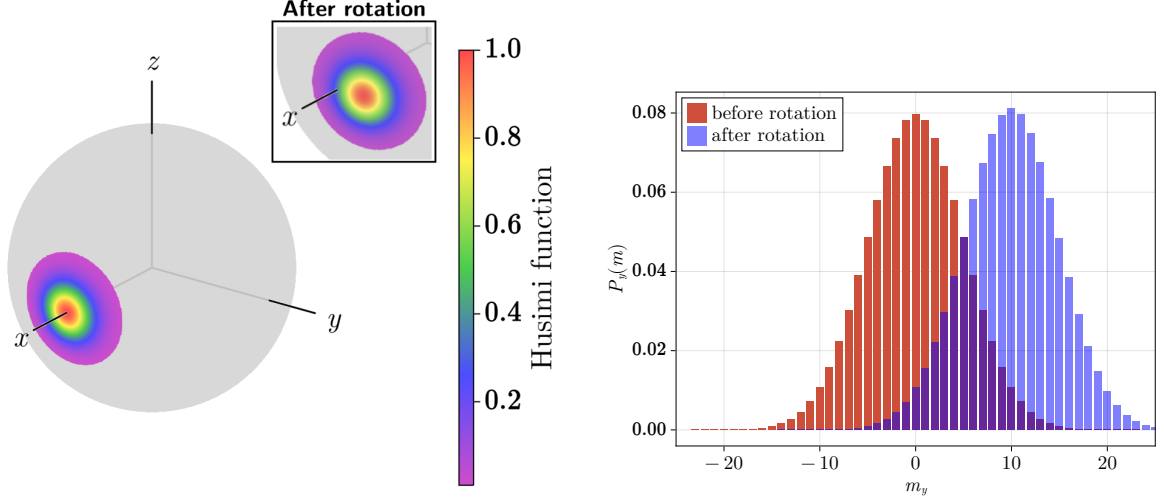 After rotation
x
z
y
x
1.0
0.8
0.6
0.4
0.2
Husimi function
before rotation
after rotation
0.08
0.06
0.04
0.02
0.00
P_y(m)
−20
−10
0
10
20
m_y